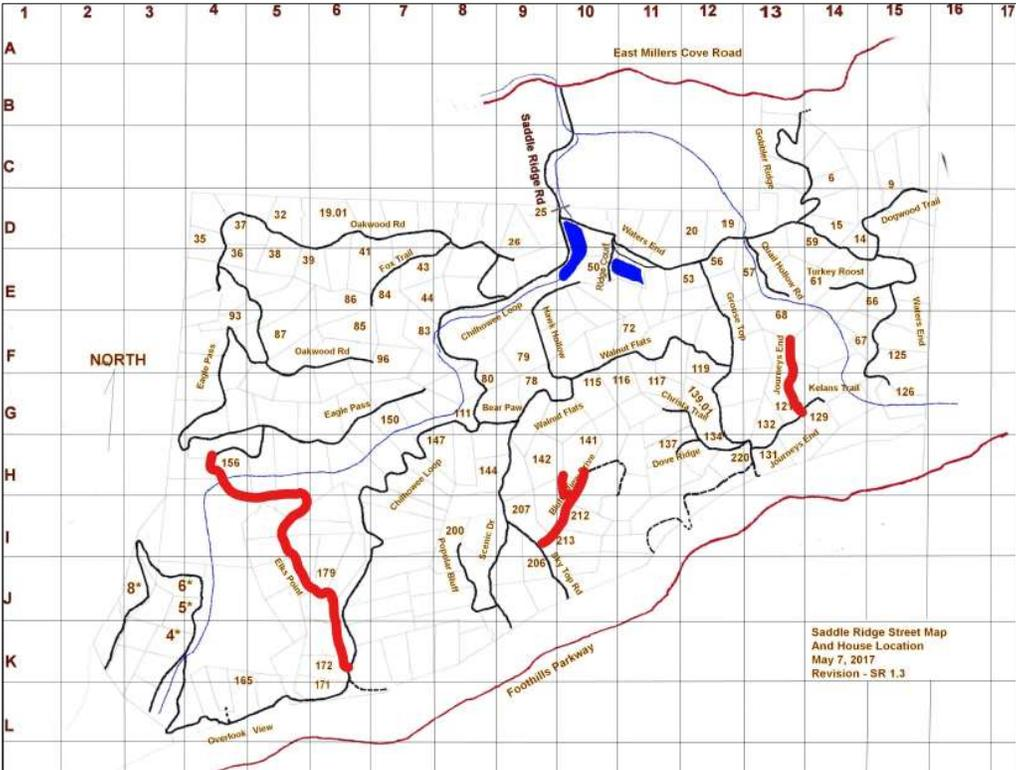 1 2 3 4 5 6 7 8 9 10 11 12 13 14 15 16 17
A
East Millers Cove Road
B
Saddle Ridge Rd
Gobbler Ridge
C
6
9
25
Dogwood Trail
D
35
37
32
19.01
Oakwood Rd
26
Waters End
20
19
15
14
59
36
38
39
41
Fox Trail
43
50
Ridge Court
53
56
57
Quail Hollow Rd
Turkey Roost
61
E
86
84
44
66
Waters End
93
87
85
83
Chilhowee Loop
Hawk Hollow
72
Grouse Top
68
67
F
Eagle Pass
NORTH
Oakwood Rd
96
79
Walnut Flats
119
Journeys End
125
80
78
115
116
117
139.01
Kelans Trail
126
G
Eagle Pass
150
111
Bear Paw
Walnut Flats
Christa Trail
132
129
147
141
137
134
Dove Ridge
220
131
Journeys End
H
156
Chilhowee Loop
144
142
207
212
I
200
Scenic Dr
213
Popular Bluff
206
Sky Top Rd
179
Elks Point
J
8*
6*
5*
4*
Saddle Ridge Street Map
And House Location
May 7, 2017
Revision - SR 1.3
K
172
165
171
Foothills Parkway
L
Overlook View